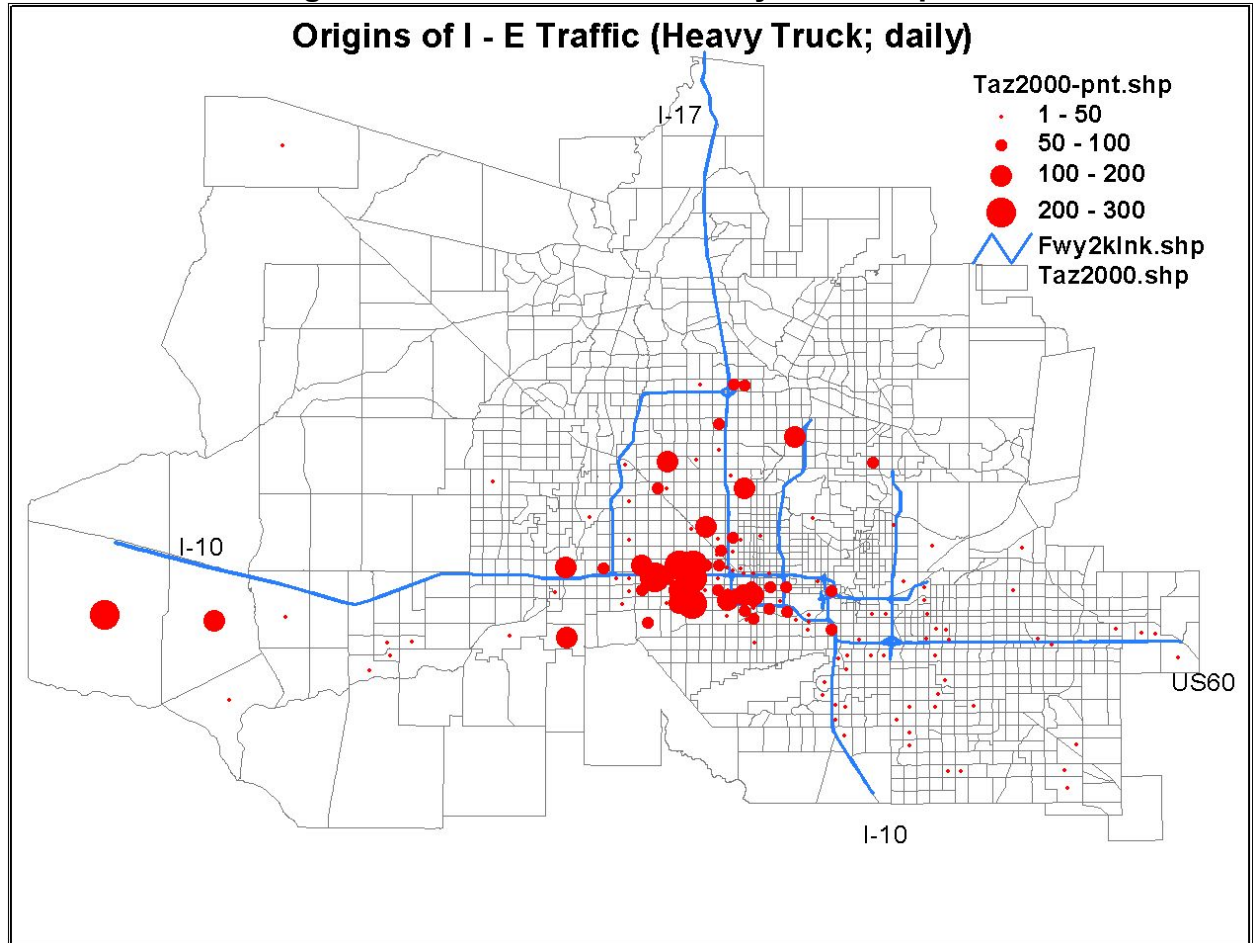 Origins of I - E Traffic (Heavy Truck; daily)
Taz2000-pnt.shp
1 - 50
50 - 100
100 - 200
200 - 300
Fwy2klnk.shp
Taz2000.shp
I-17
I-10
US60
I-10